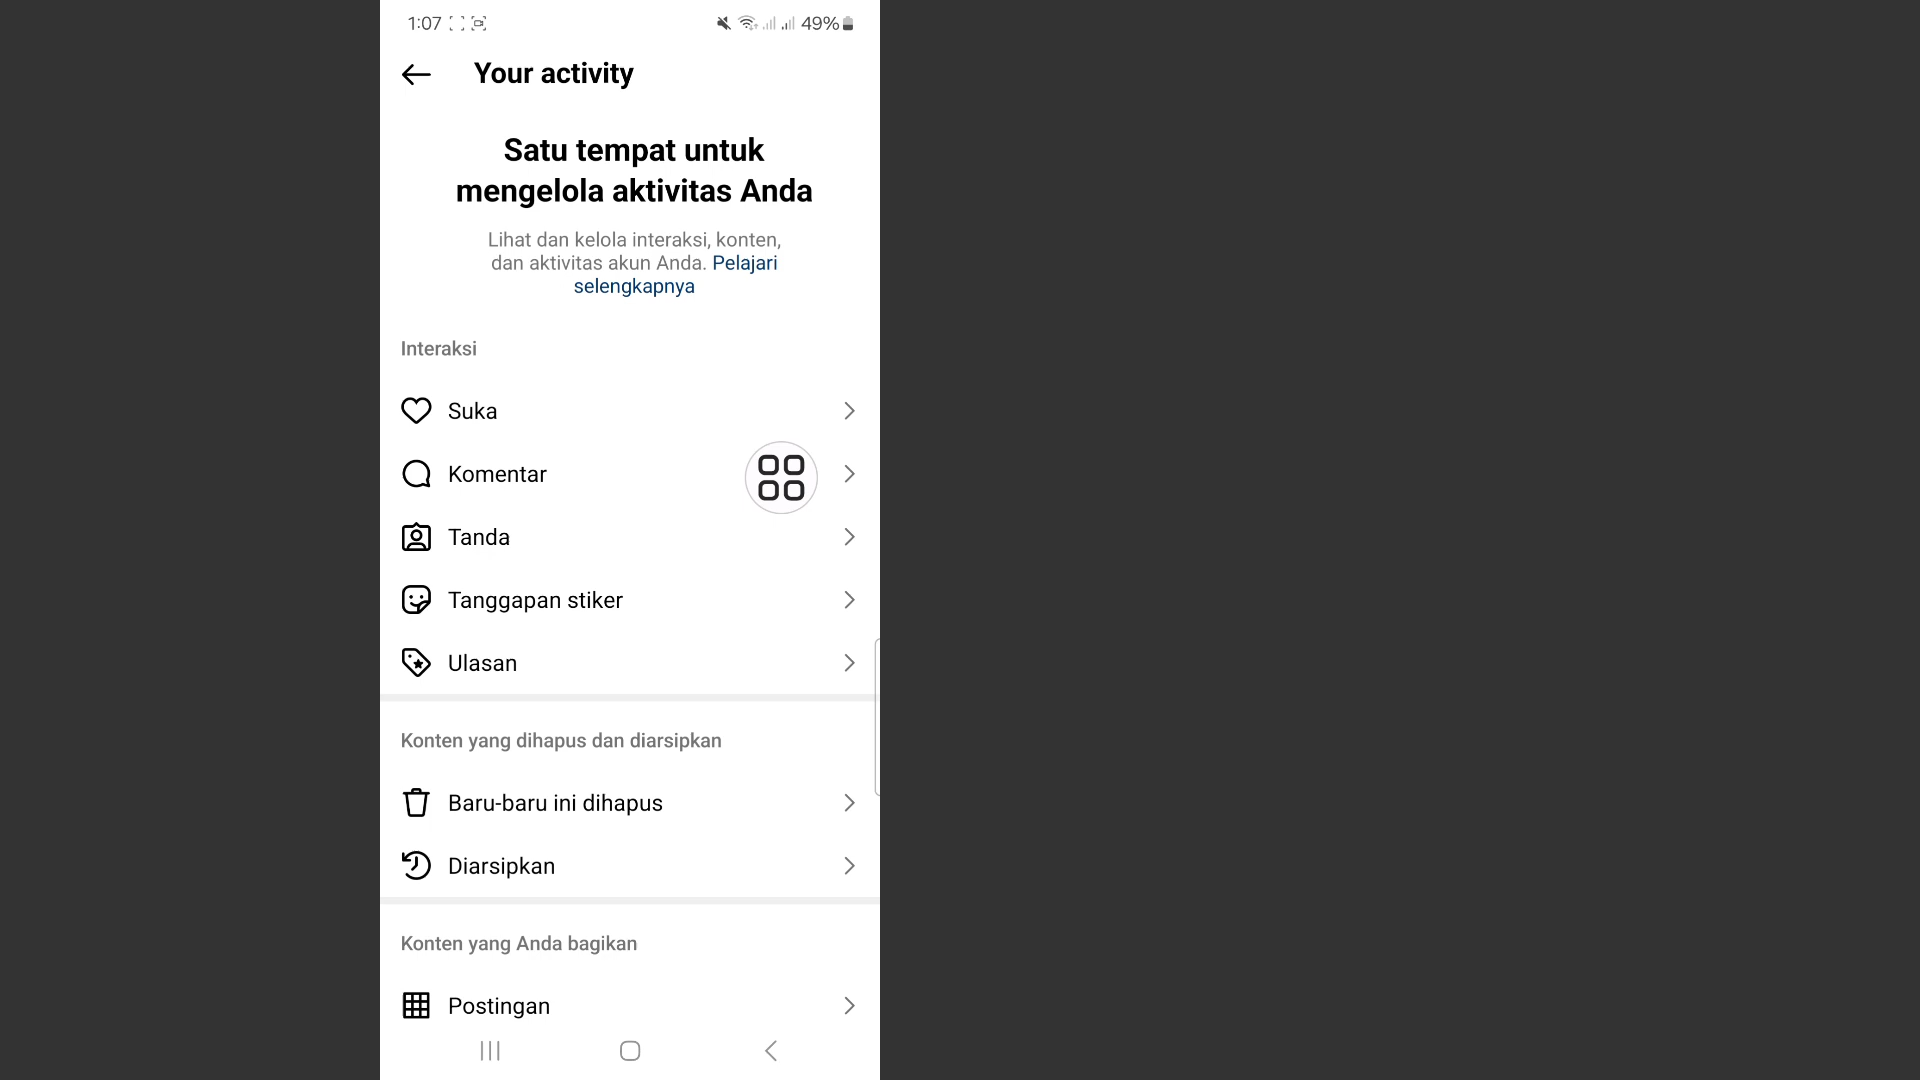 1:07
49%
Your activity
Satu tempat untuk
mengelola aktivitas Anda
Lihat dan kelola interaksi, konten,
dan aktivitas akun Anda. Pelajari
selengkapnya
Interaksi
Suka
Komentar
Tanda
Tanggapan stiker
Ulasan
Konten yang dihapus dan diarsipkan
Baru-baru ini dihapus
Diarsipkan
Konten yang Anda bagikan
Postingan